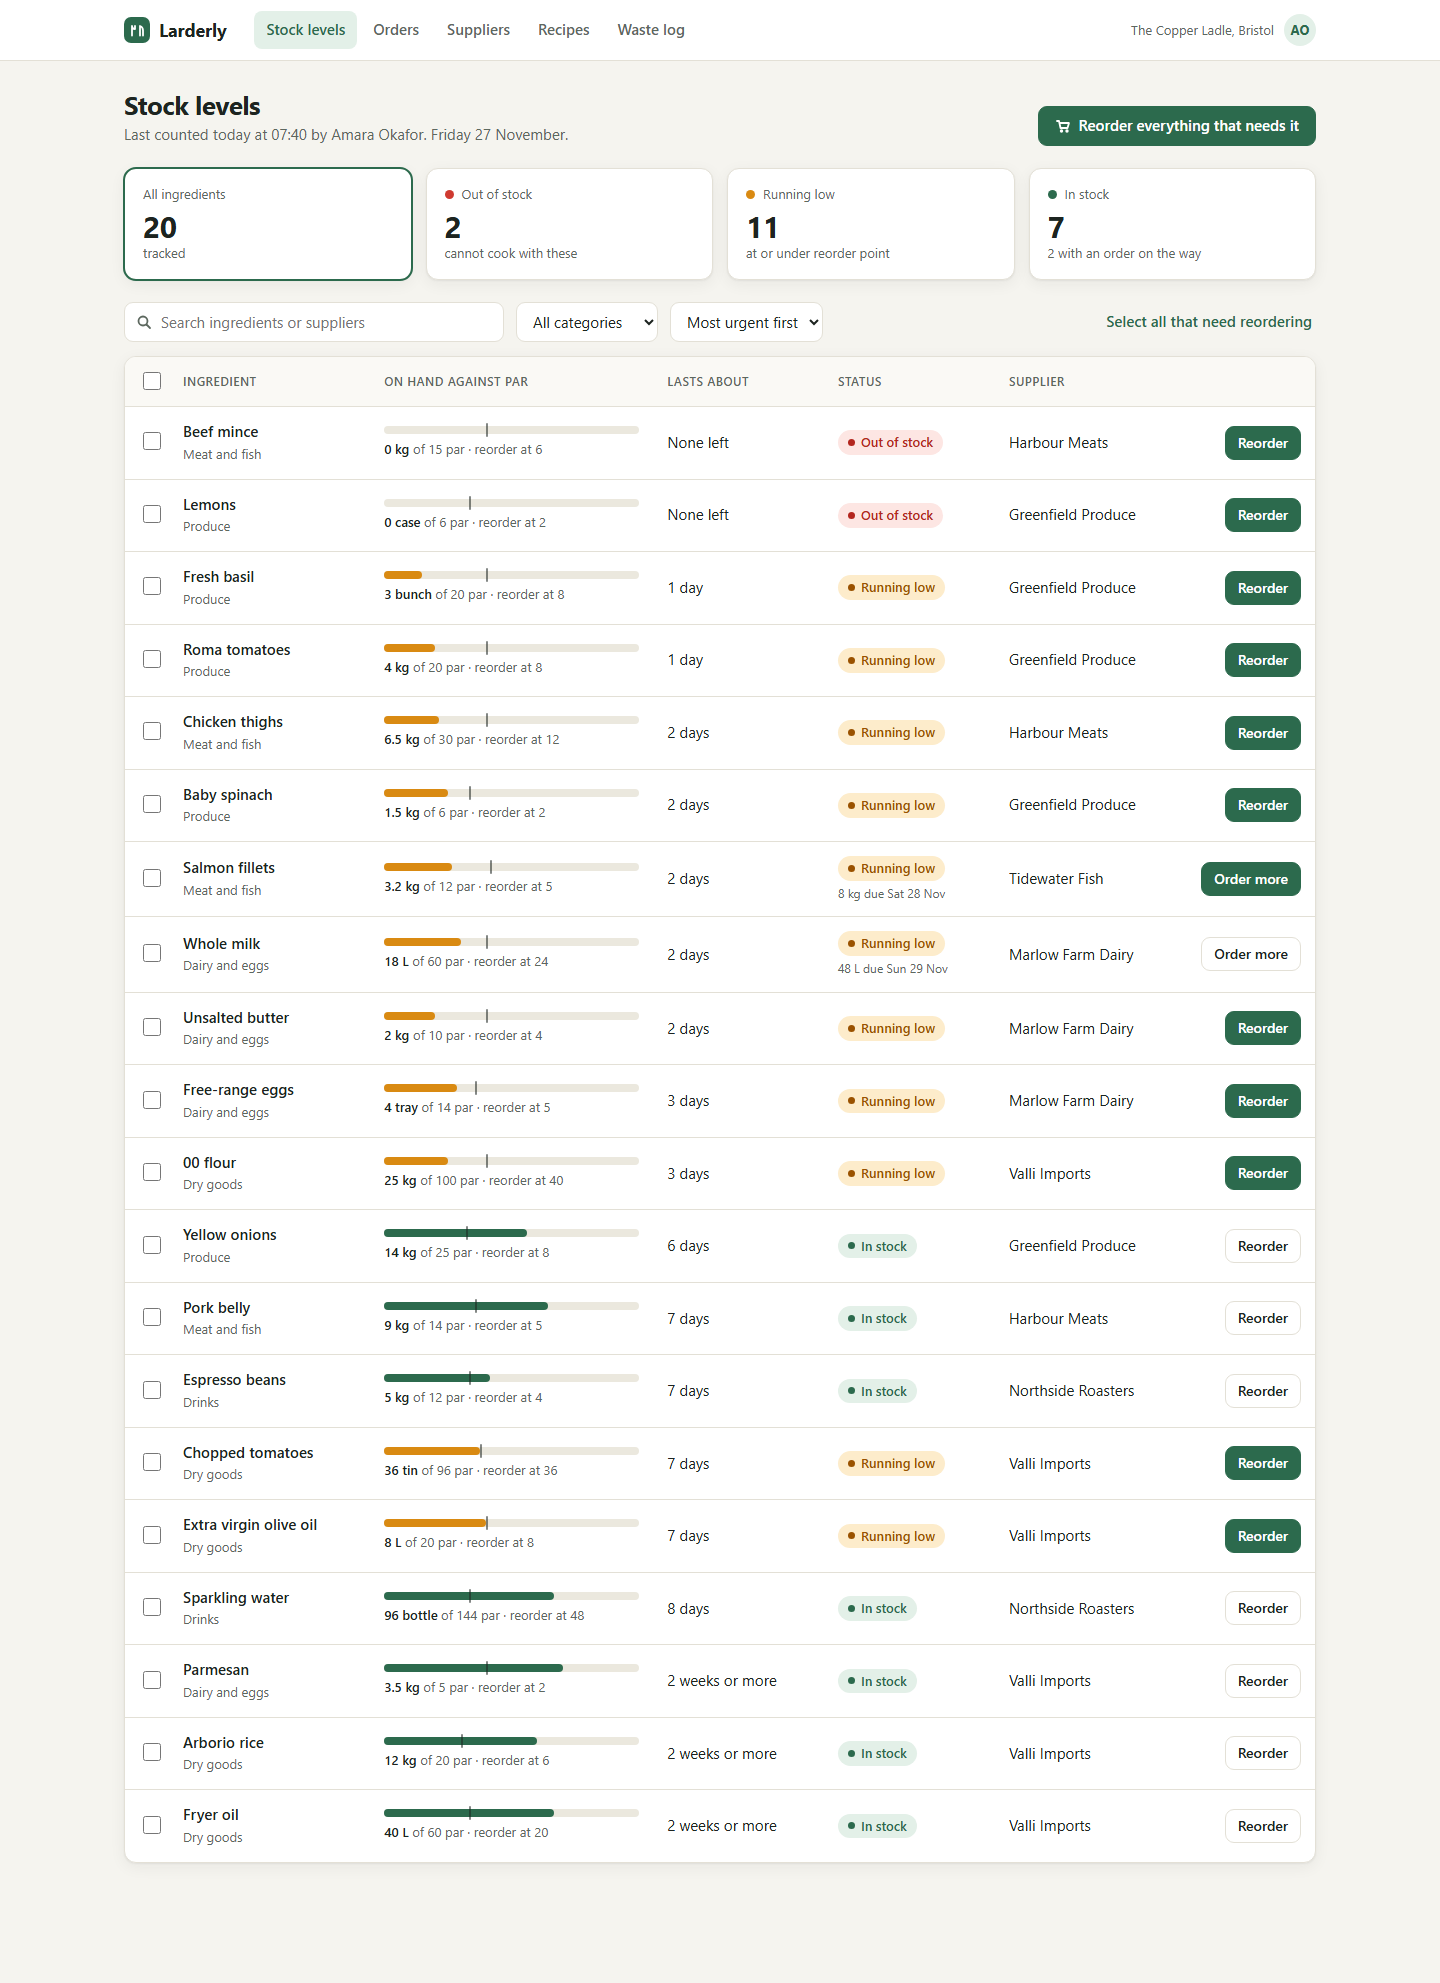 Larderly
Stock levels
Orders
Suppliers
Recipes
Waste log
The Copper Ladle, Bristol
AO
Stock levels
Last counted today at 07:40 by Amara Okafor. Friday 27 November.
Reorder everything that needs it
All ingredients
20
tracked
Out of stock
2
cannot cook with these
Running low
11
at or under reorder point
In stock
7
2 with an order on the way
Search ingredients or suppliers
All categories
Most urgent first
Select all that need reordering
INGREDIENT ON HAND AGAINST PAR LASTS ABOUT STATUS SUPPLIER
Beef mince
Meat and fish
0 kg of 15 par · reorder at 6
None left
Out of stock
Harbour Meats
Reorder
Lemons
Produce
0 case of 6 par · reorder at 2
None left
Out of stock
Greenfield Produce
Reorder
Fresh basil
Produce
3 bunch of 20 par · reorder at 8
1 day
Running low
Greenfield Produce
Reorder
Roma tomatoes
Produce
4 kg of 20 par · reorder at 8
1 day
Running low
Greenfield Produce
Reorder
Chicken thighs
Meat and fish
6.5 kg of 30 par · reorder at 12
2 days
Running low
Harbour Meats
Reorder
Baby spinach
Produce
1.5 kg of 6 par · reorder at 2
2 days
Running low
Greenfield Produce
Reorder
Salmon fillets
Meat and fish
3.2 kg of 12 par · reorder at 5
2 days
Running low
8 kg due Sat 28 Nov
Tidewater Fish
Order more
Whole milk
Dairy and eggs
18 L of 60 par · reorder at 24
2 days
Running low
48 L due Sun 29 Nov
Marlow Farm Dairy
Order more
Unsalted butter
Dairy and eggs
2 kg of 10 par · reorder at 4
2 days
Running low
Marlow Farm Dairy
Reorder
Free-range eggs
Dairy and eggs
4 tray of 14 par · reorder at 5
3 days
Running low
Marlow Farm Dairy
Reorder
00 flour
Dry goods
25 kg of 100 par · reorder at 40
3 days
Running low
Valli Imports
Reorder
Yellow onions
Produce
14 kg of 25 par · reorder at 8
6 days
In stock
Greenfield Produce
Reorder
Pork belly
Meat and fish
9 kg of 14 par · reorder at 5
7 days
In stock
Harbour Meats
Reorder
Espresso beans
Drinks
5 kg of 12 par · reorder at 4
7 days
In stock
Northside Roasters
Reorder
Chopped tomatoes
Dry goods
36 tin of 96 par · reorder at 36
7 days
Running low
Valli Imports
Reorder
Extra virgin olive oil
Dry goods
8 L of 20 par · reorder at 8
7 days
Running low
Valli Imports
Reorder
Sparkling water
Drinks
96 bottle of 144 par · reorder at 48
8 days
In stock
Northside Roasters
Reorder
Parmesan
Dairy and eggs
3.5 kg of 5 par · reorder at 2
2 weeks or more
In stock
Valli Imports
Reorder
Arborio rice
Dry goods
12 kg of 20 par · reorder at 6
2 weeks or more
In stock
Valli Imports
Reorder
Fryer oil
Dry goods
40 L of 60 par · reorder at 20
2 weeks or more
In stock
Valli Imports
Reorder